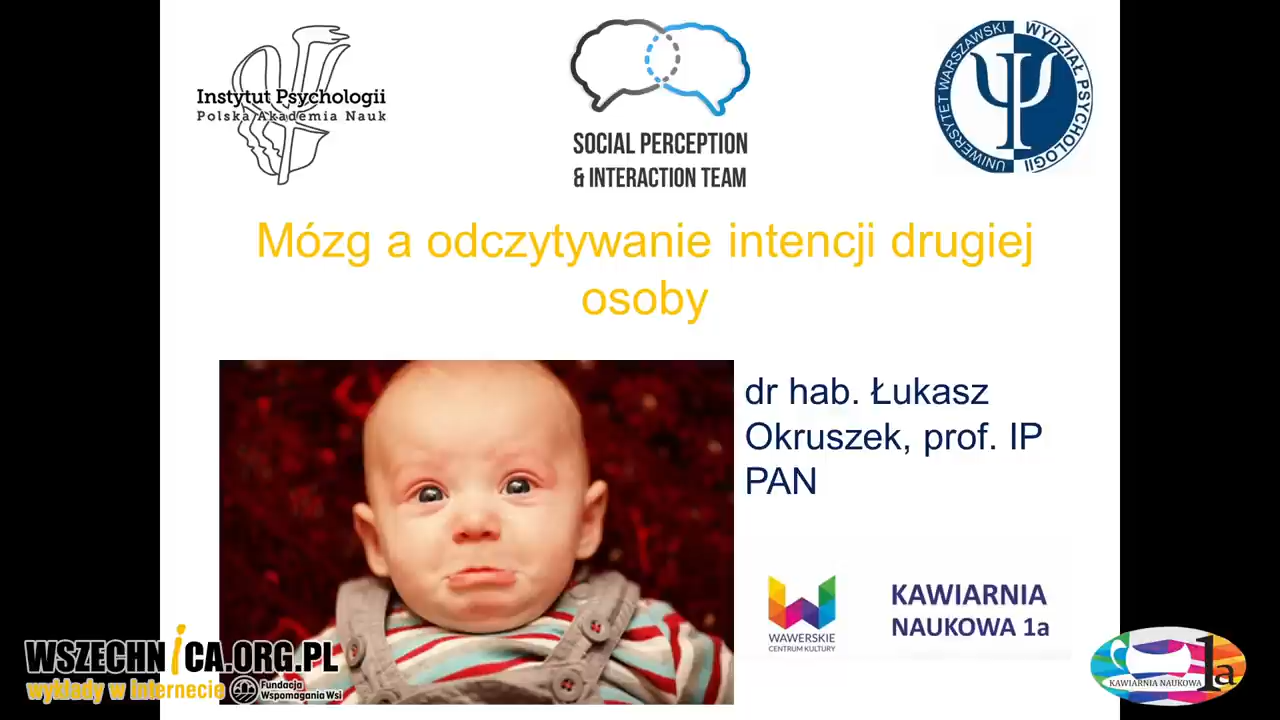 Instytut Psychologii
Polska Akademia Nauk
SOCIAL PERCEPTION
& INTERACTION TEAM
UNIWERSYTET WARSZAWSKI WYDZIAŁ PSYCHOLOGII
Mózg a odczytywanie intencji drugiej
osoby
dr hab. Łukasz
Okruszek, prof. IP
PAN
WAWERSKIE
CENTRUM KULTURY
KAWIARNIA
NAUKOWA 1a
WSZECHNICA.ORG.PL
wykłady w internecie
Fundacja
Wspomagania Wsi
KAWIARNIA NAUKOWA 1a